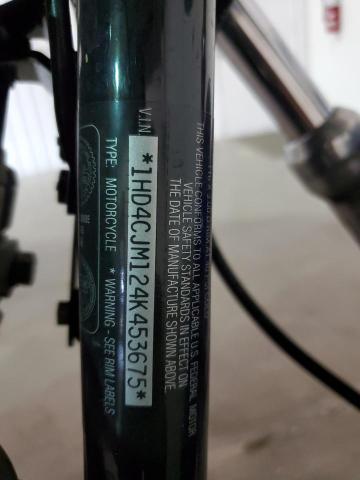 THIS VEHICLE CONFORMS TO ALL APPLICABLE U.S. FEDERAL MOTOR
VEHICLE SAFETY STANDARDS IN EFFECT ON
THE DATE OF MANUFACTURE SHOWN ABOVE.
V.I.N.
*1HD4CJM124K453675*
TYPE: MOTORCYCLE * WARNING - SEE RIM LABELS